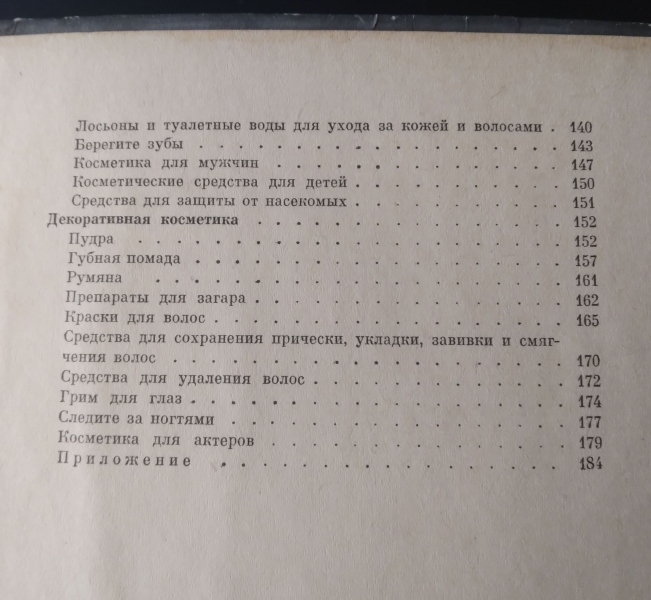 Лосьоны и туалетные воды для ухода за кожей и волосами . 140
Берегите зубы . . . . . . . . . . . . . . . . . 143
Косметика для мужчин . . . . . . . . . . . . . 147
Косметические средства для детей . . . . . . . . . . 150
Средства для защиты от насекомых . . . . . . . . . . 151
Декоративная косметика . . . . . . . . . . . . . . 152
Пудра . . . . . . . . . . . . . . . . . . . 152
Губная помада . . . . . . . . . . . . . . . . . 157
Румяна . . . . . . . . . . . . . . . . . . 161
Препараты для загара . . . . . . . . . . . . . . 162
Краски для волос . . . . . . . . . . . . . . . . 165
Средства для сохранения прически, укладки, завивки и смяг-
чения волос . . . . . . . . . . . . . . . . . 170
Средства для удаления волос . . . . . . . . . . . . 172
Грим для глаз . . . . . . . . . . . . . . . . . 174
Следите за ногтями . . . . . . . . . . . . . . . 177
Косметика для актеров . . . . . . . . . . . . . . 179
Приложение . . . . . . . . . . . . . . . 184